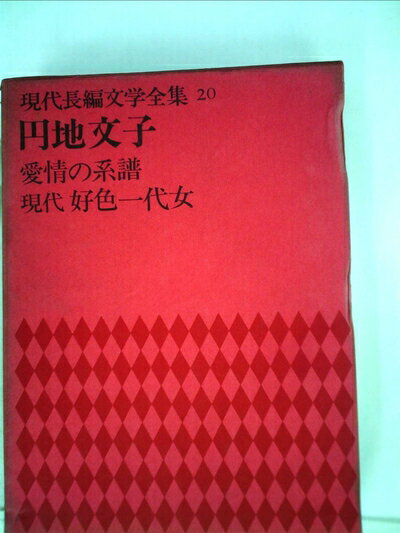 現代長編文学全集 20
円地文子
愛情の系譜
現代 好色一代女